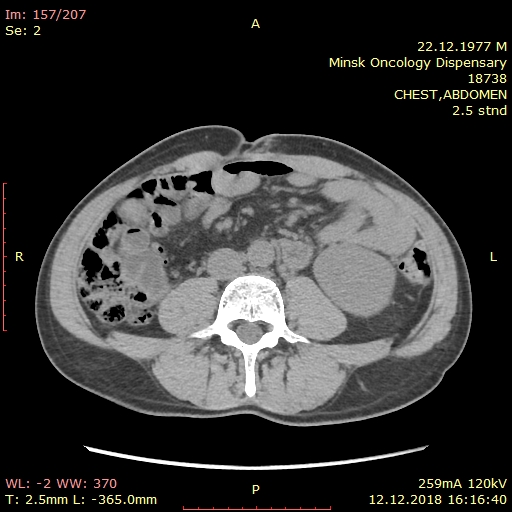 Im: 157/207
Se: 2
A
22.12.1977 M
Minsk Oncology Dispensary
18738
CHEST,ABDOMEN
2.5 stnd
R
L
WL: -2 WW: 370
T: 2.5mm L: -365.0mm
P
259mA 120kV
12.12.2018 16:16:40